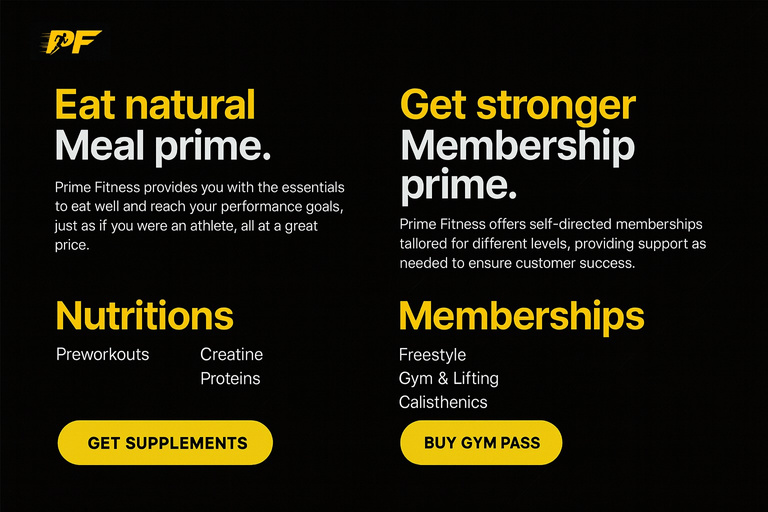 PF
Eat natural
Meal prime.
Prime Fitness provides you with the essentials
to eat well and reach your performance goals,
just as if you were an athlete, all at a great
price.
Nutritions
Preworkouts
Creatine
Proteins
GET SUPPLEMENTS
Get stronger
Membership
prime.
Prime Fitness offers self-directed memberships
tailored for different levels, providing support as
needed to ensure customer success.
Memberships
Freestyle
Gym & Lifting
Calisthenics
BUY GYM PASS